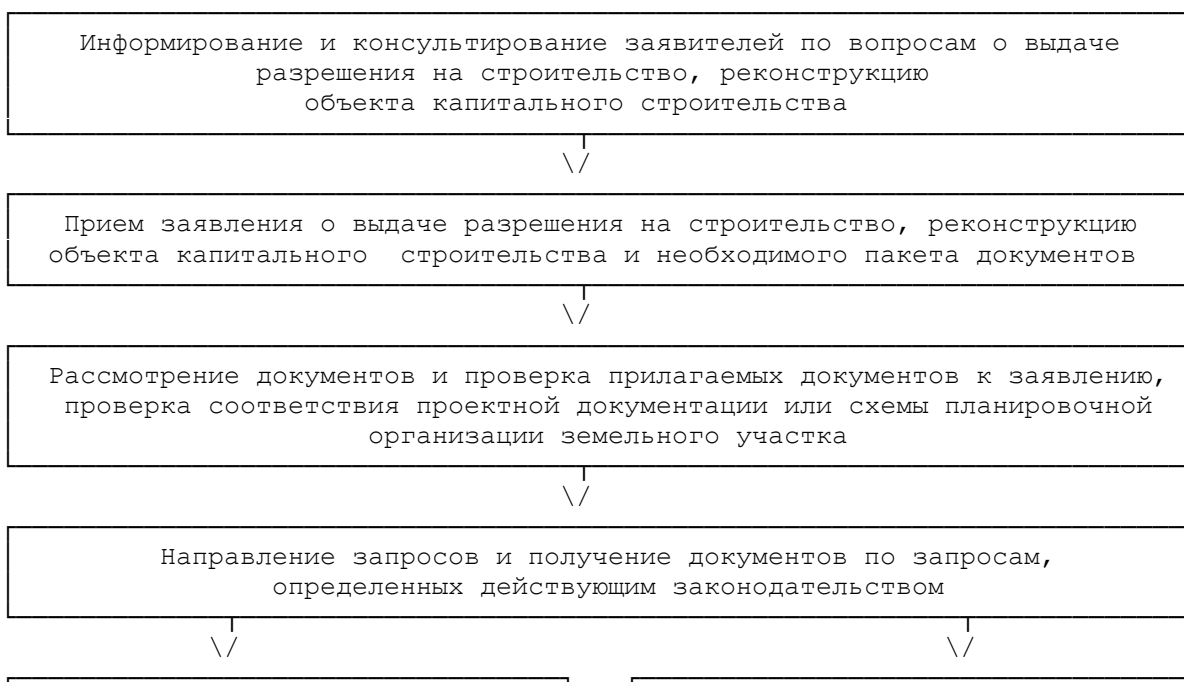 Информирование и консультирование заявителей по вопросам о выдаче
разрешения на строительство, реконструкцию
объекта капитального строительства
Прием заявления о выдаче разрешения на строительство, реконструкцию
объекта капитального строительства и необходимого пакета документов
Рассмотрение документов и проверка прилагаемых документов к заявлению,
проверка соответствия проектной документации или схемы планировочной
организации земельного участка
Направление запросов и получение документов по запросам,
определенных действующим законодательством